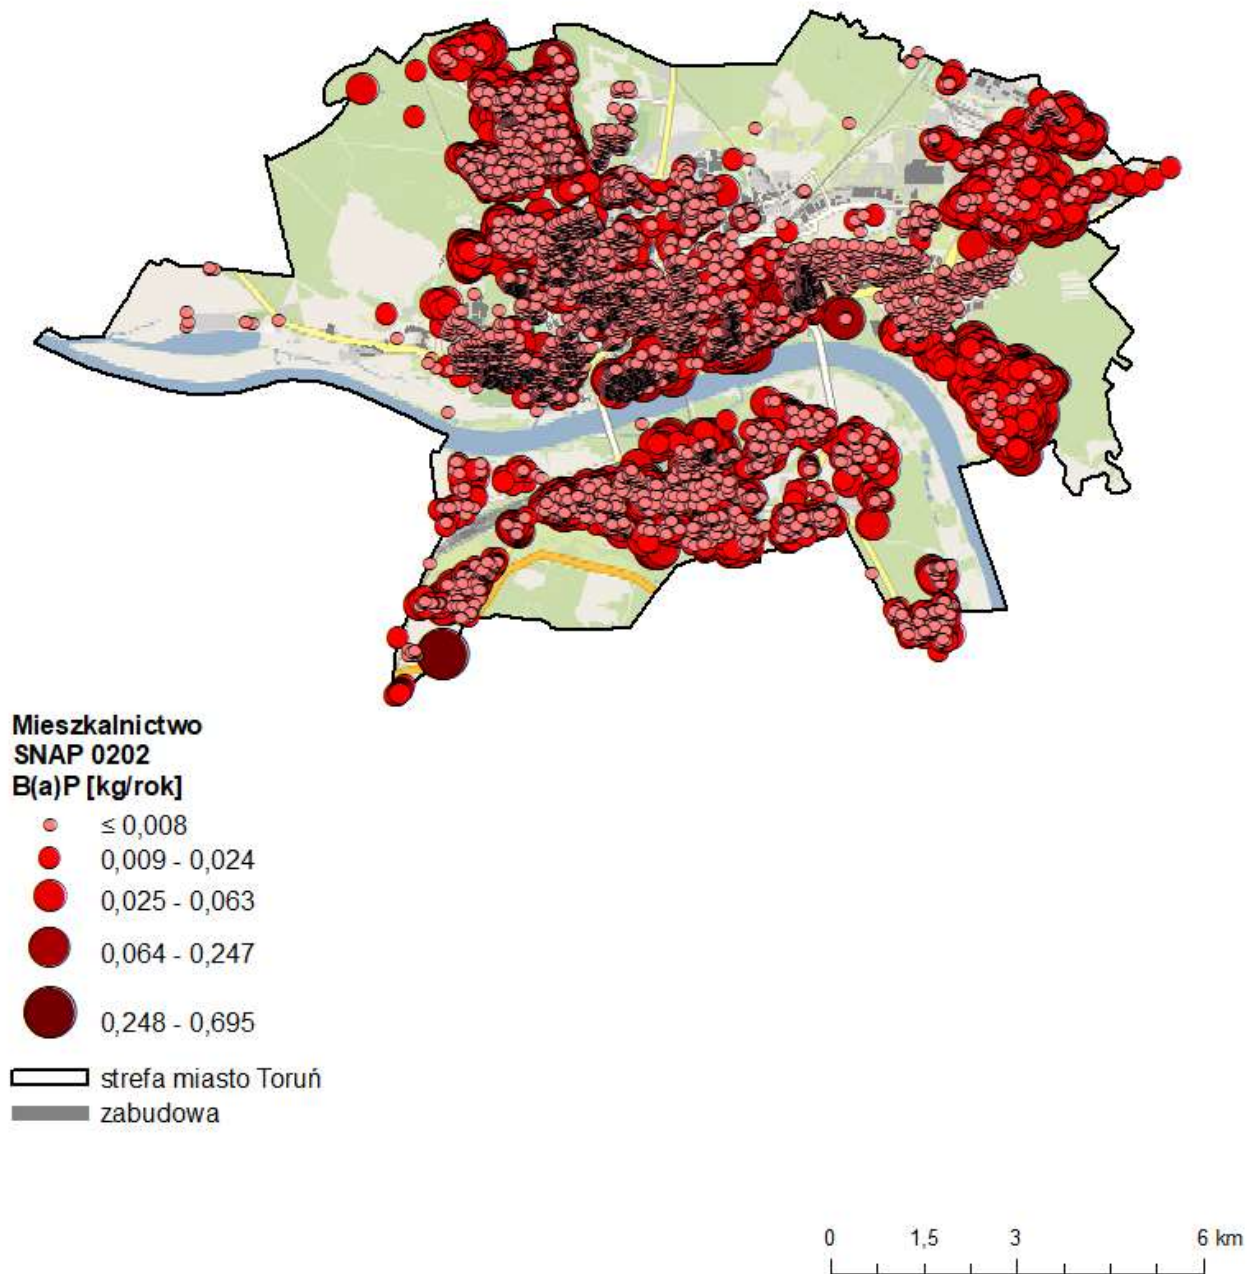 Mieszkalnictwo
SNAP 0202
B(a)P [kg/rok]
≤ 0,008
0,009 - 0,024
0,025 - 0,063
0,064 - 0,247
0,248 - 0,695
strefa miasto Toruń
zabudowa
0 1,5 3 6 km